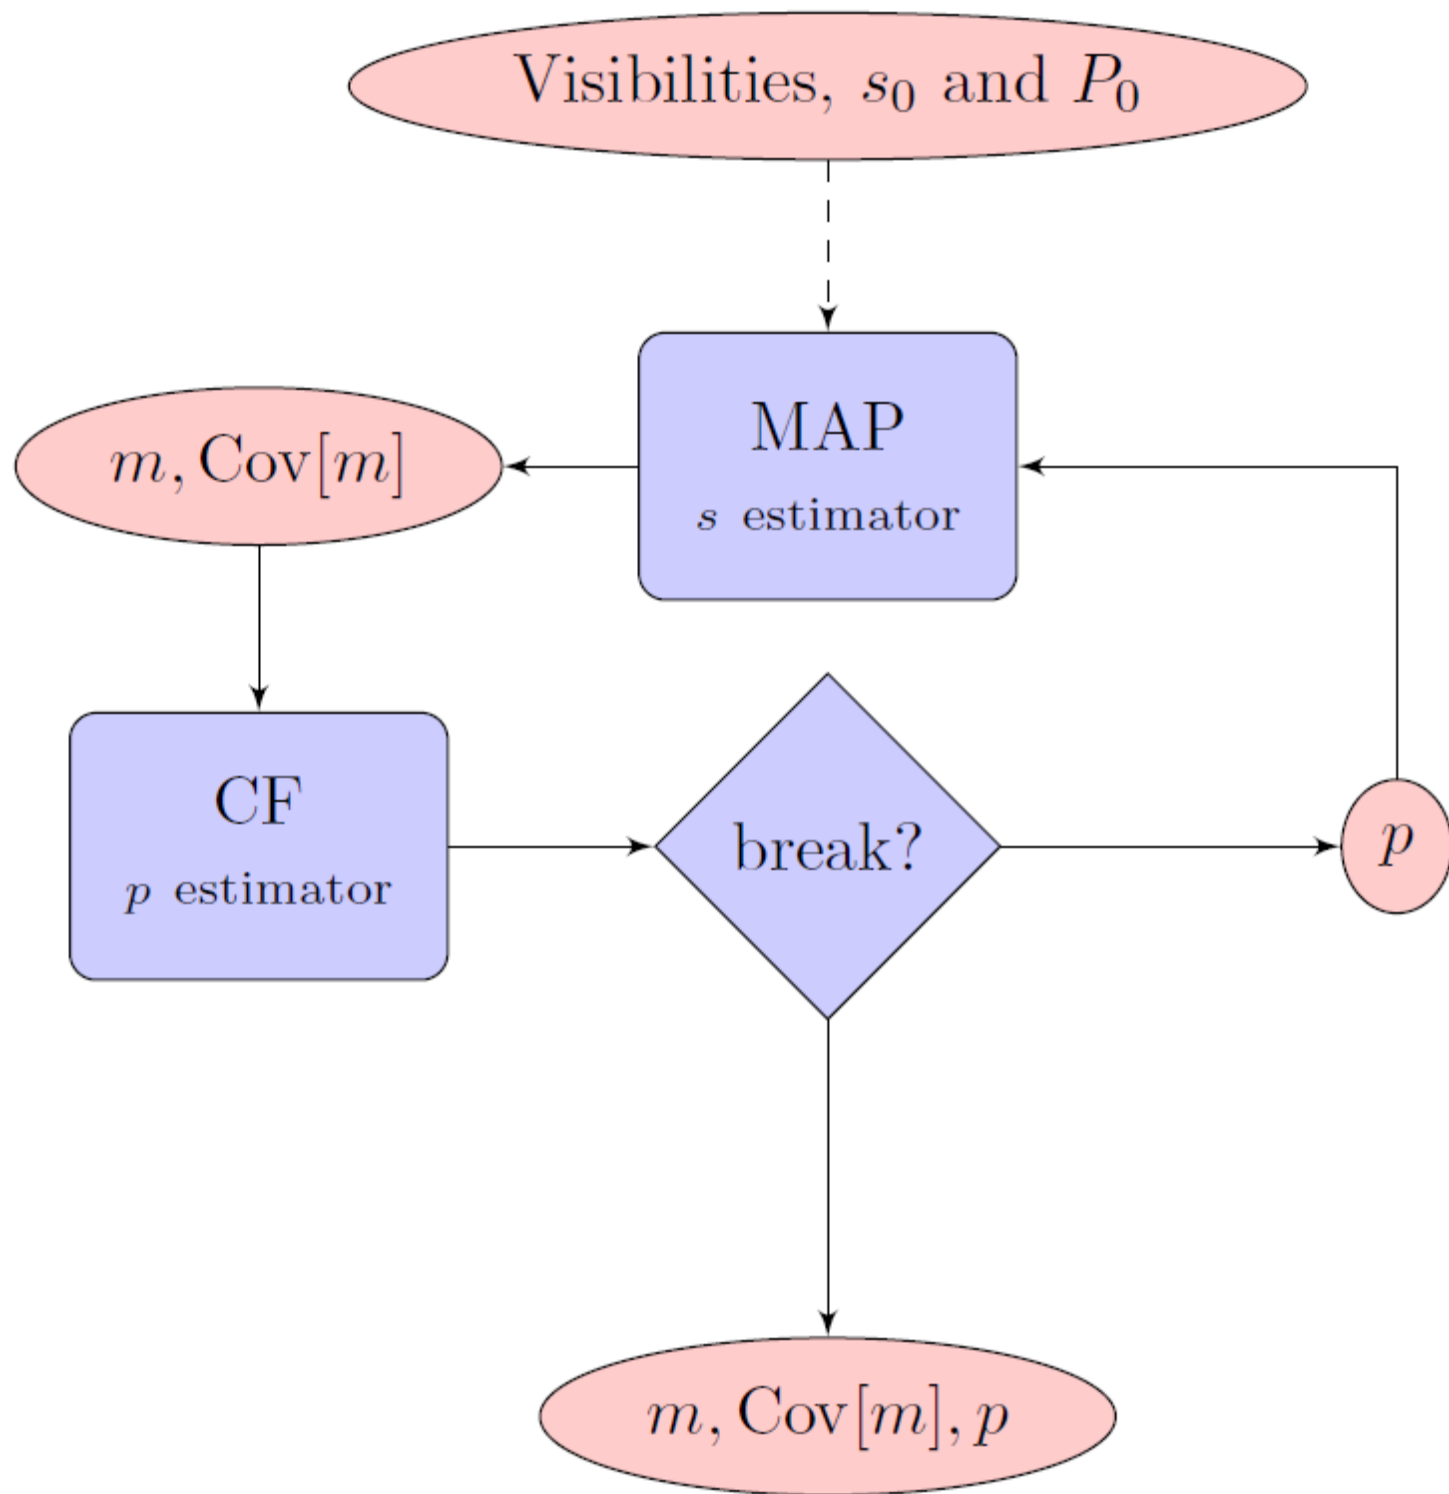 Visibilities, s₀ and P₀
MAP
s estimator
m, Cov[m]
CF
p estimator
break?
p
m, Cov[m], p